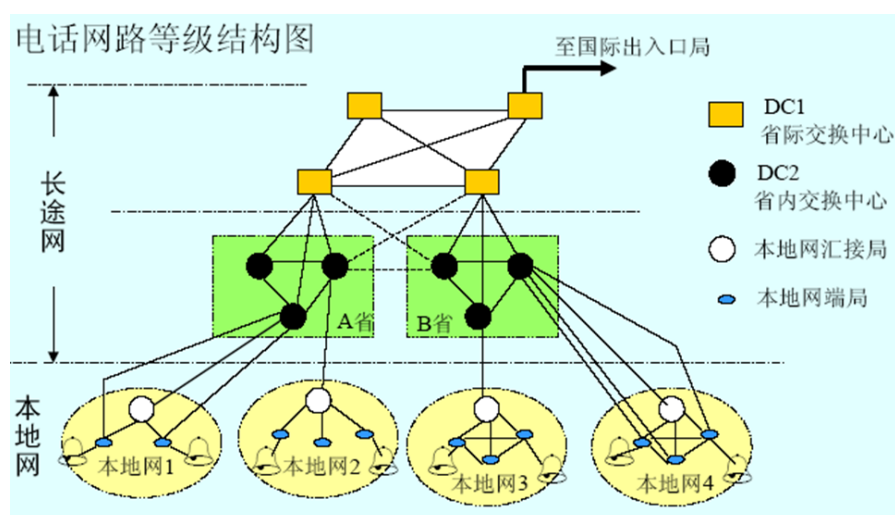 电话网路等级结构图
至国际出入口局
DC1
省际交换中心
DC2
省内交换中心
本地网汇接局
本地网端局
长途网
A省
B省
本地网
本地网1
本地网2
本地网3
本地网4